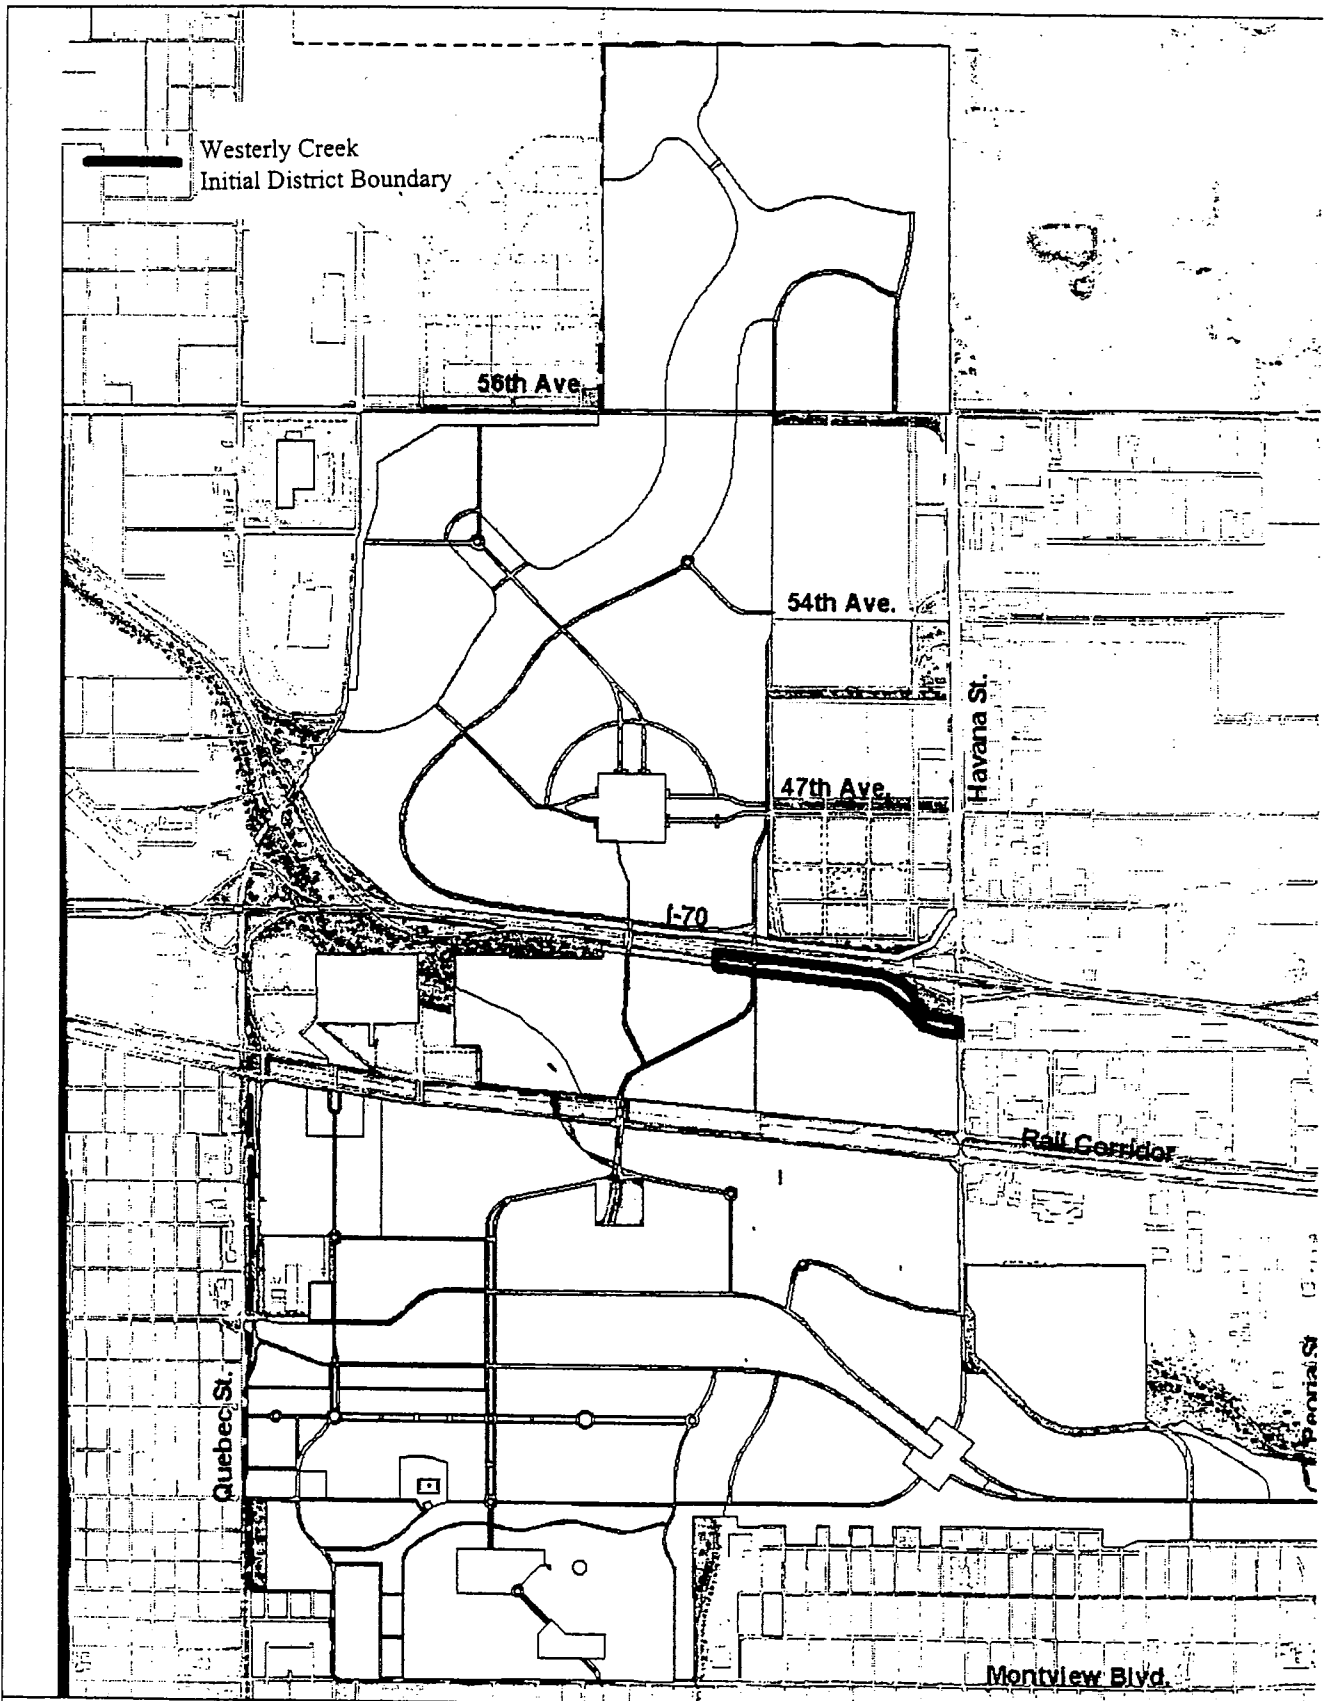 Westerly Creek
Initial District Boundary
56th Ave.
54th Ave.
Havana St.
47th Ave.
I-70
Rail Corridor
Quebec St.
Peoria St
Montview Blvd.